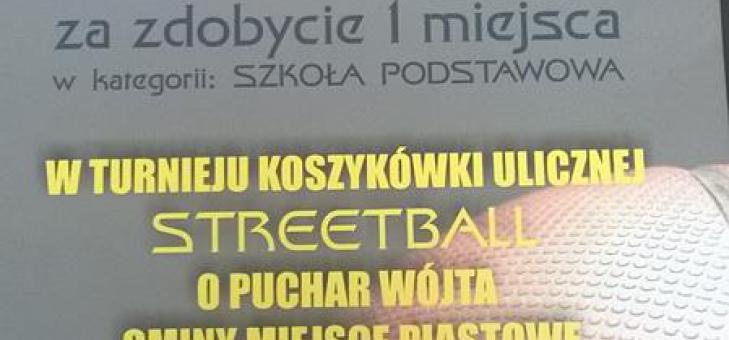 za zdobycie 1 miejsca
w kategorii: SZKOŁA PODSTAWOWA
W TURNIEJU KOSZYKÓWKI ULICZNEJ
STREETBALL
O PUCHAR WÓJTA
GMINY MIEJSCE PIASTOWE